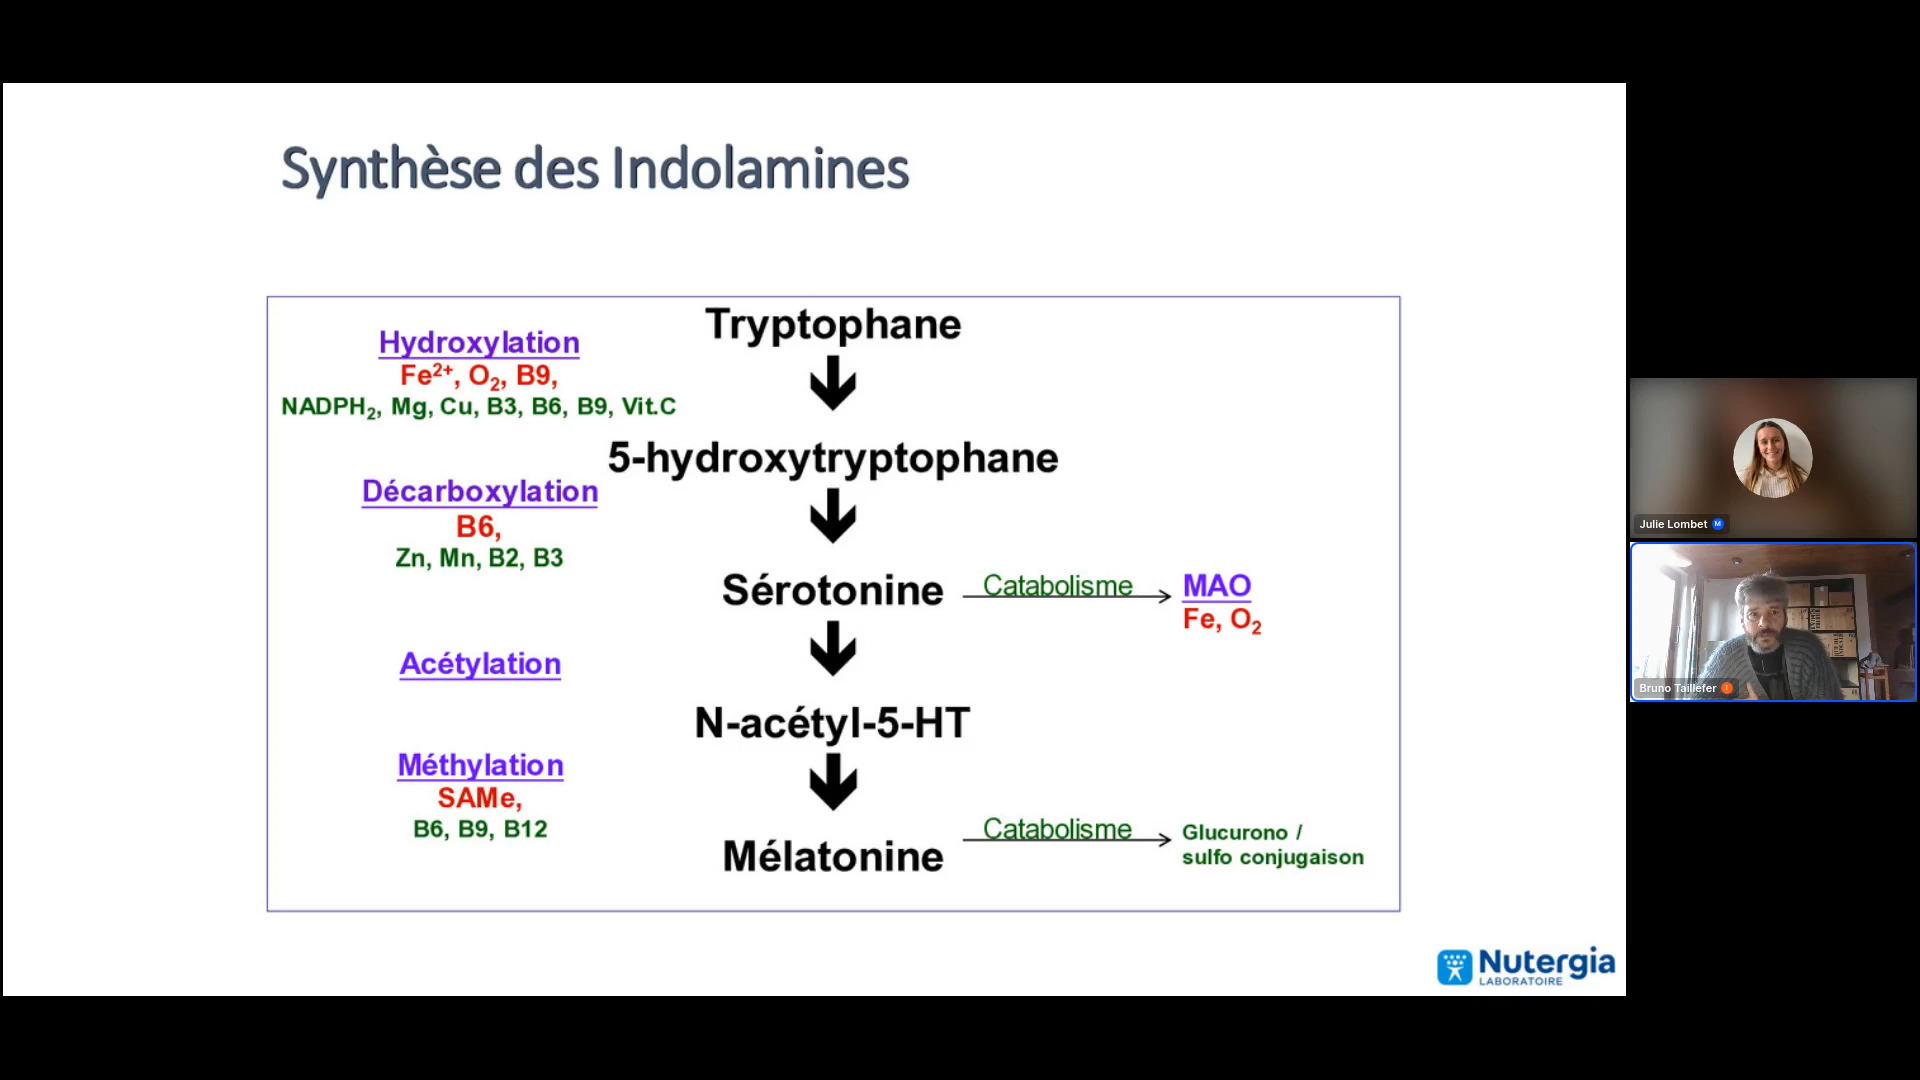 Synthèse des Indolamines
Tryptophane
Hydroxylation
Fe²⁺, O₂, B9,
NADPH₂, Mg, Cu, B3, B6, B9, Vit.C
5-hydroxytryptophane
Décarboxylation
B6,
Zn, Mn, B2, B3
Sérotonine
Catabolisme
MAO
Fe, O₂
Acétylation
N-acétyl-5-HT
Méthylation
SAMe,
B6, B9, B12
Mélatonine
Catabolisme
Glucurono /
sulfo conjugaison
Nutergia
LABORATOIRE
Julie Lombet M
Bruno Taillefer